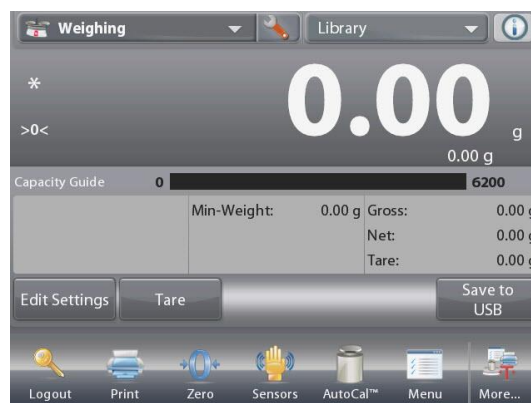 Weighing Library
*
>0<
0.00 g
0.00 g
Capacity Guide 0 6200
Min-Weight: 0.00 g Gross: 0.00 g
Net: 0.00 g
Tare: 0.00 g
Edit Settings Tare Save to USB
Logout Print Zero Sensors AutoCal™ Menu More...